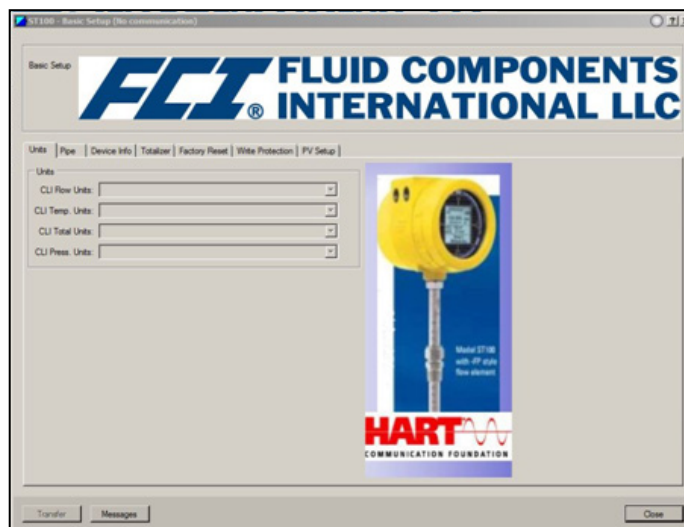 ST100 - Basic Setup (No communication)
Basic Setup
FCI® FLUID COMPONENTS
INTERNATIONAL LLC
Units Pipe Device Info Totalizer Factory Reset Write Protection PV Setup
Units
CLI Flow Units:
CLI Temp. Units:
CLI Total Units:
CLI Press. Units:
Model ST100
with -FP style
flow element
HART
COMMUNICATION FOUNDATION
Transfer Messages Close